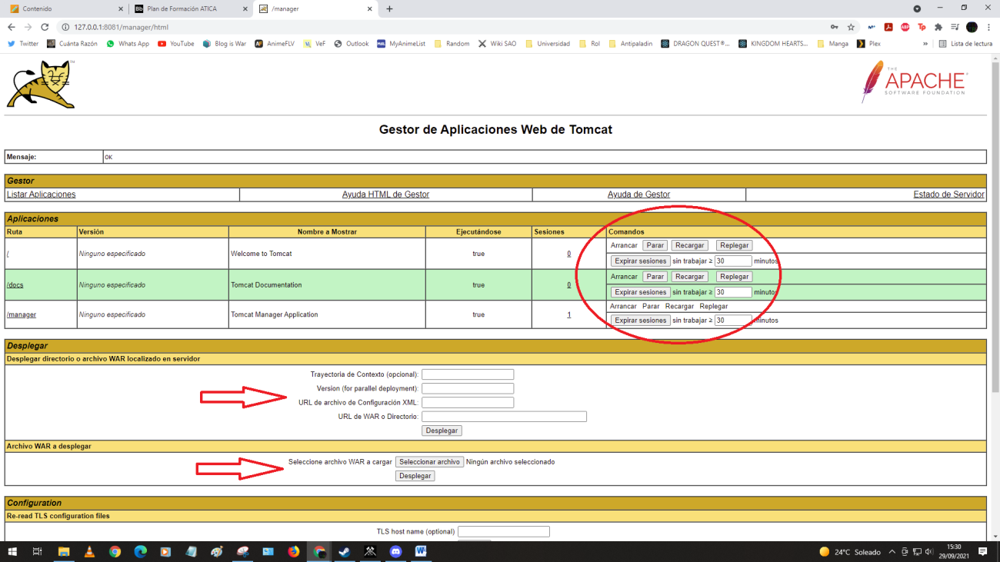 Contenido
Bb Plan de Formación ATICA
/manager
127.0.0.1:8081/manager/html
Twitter Cuánta Razón Whats App YouTube Blog is War AnimeFLV VeF Outlook MyAnimeList Random Wiki SAO Universidad Rol Antipaladin DRAGON QUEST®... KINGDOM HEARTS... Manga Plex » Lista de lectura
TM
THE
APACHE
SOFTWARE FOUNDATION
Gestor de Aplicaciones Web de Tomcat
Mensaje: OK
Gestor
Listar Aplicaciones Ayuda HTML de Gestor Ayuda de Gestor Estado de Servidor
Aplicaciones
Ruta Versión Nombre a Mostrar Ejecutándose Sesiones Comandos
/ Ninguno especificado Welcome to Tomcat true 0 Arrancar Parar Recargar Replegar
Expirar sesiones sin trabajar ≥ 30 minutos
/docs Ninguno especificado Tomcat Documentation true 0 Arrancar Parar Recargar Replegar
Expirar sesiones sin trabajar ≥ 30 minutos
/manager Ninguno especificado Tomcat Manager Application true 1 Arrancar Parar Recargar Replegar
Expirar sesiones sin trabajar ≥ 30 minutos
Desplegar
Desplegar directorio o archivo WAR localizado en servidor
Trayectoria de Contexto (opcional):
Version (for parallel deployment):
URL de archivo de Configuración XML:
URL de WAR o Directorio:
Desplegar
Archivo WAR a desplegar
Seleccione archivo WAR a cargar Seleccionar archivo Ningún archivo seleccionado
Desplegar
Configuration
Re-read TLS configuration files
TLS host name (optional)
24°C Soleado
15:30
29/09/2021